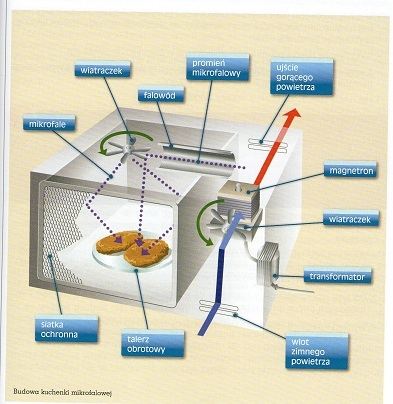 promień
mikrofalowy
ujście
gorącego
powietrza
wiatraczek
falowód
mikrofale
magnetron
wiatraczek
transformator
siatka
ochronna
talerz
obrotowy
wlot
zimnego
powietrza
Budowa kuchenki mikrofalowej